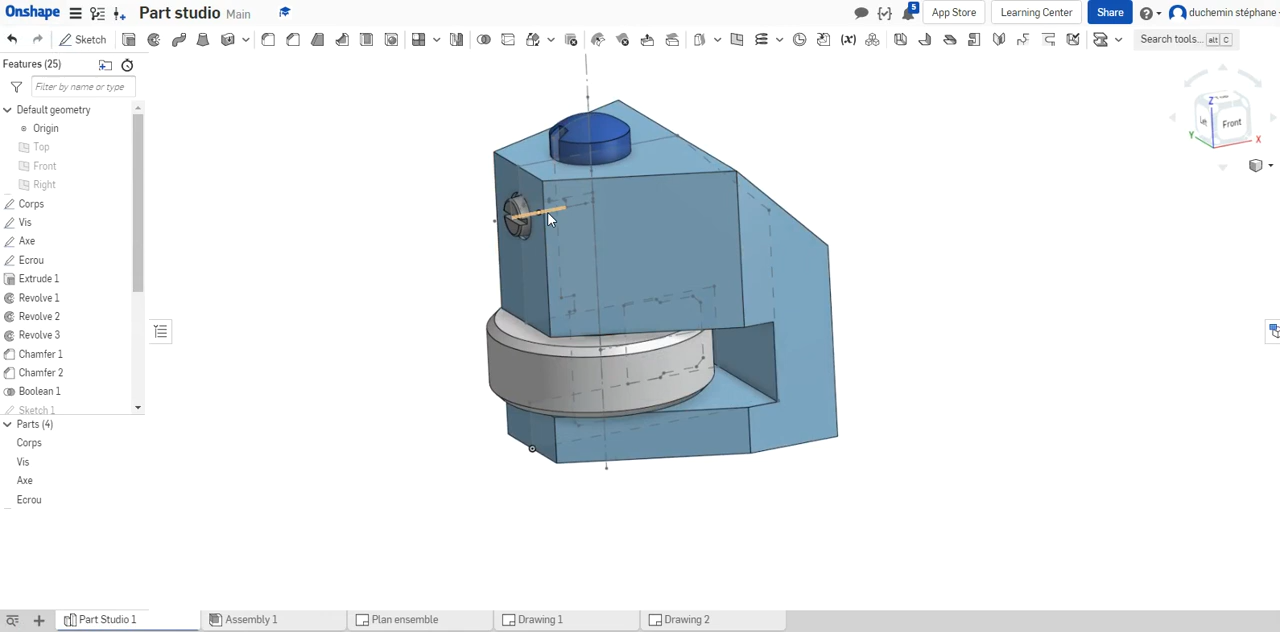 Onshape Part studio Main 5 App Store Learning Center Share duchemin stéphane
Sketch Search tools... alt C
Features (25)
Filter by name or type
Default geometry
Origin
Top
Front
Right
Corps
Vis
Axe
Ecrou
Extrude 1
Revolve 1
Revolve 2
Revolve 3
Chamfer 1
Chamfer 2
Boolean 1
Sketch 1
Parts (4)
Corps
Vis
Axe
Ecrou
Z
Left Front
Y X
Part Studio 1 Assembly 1 Plan ensemble Drawing 1 Drawing 2